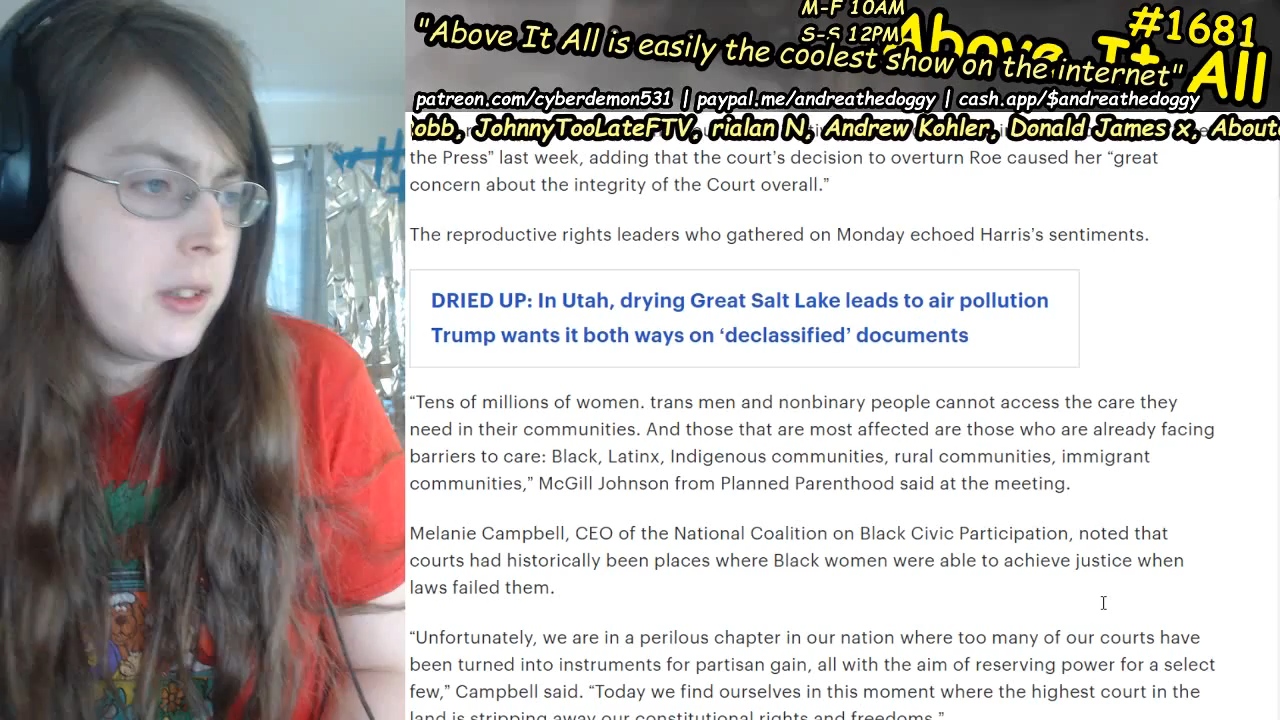 M-F 10AM
S-S 12PM
Above It All
#1681
"Above It All is easily the coolest show on the internet"
patreon.com/cyberdemon531 | paypal.me/andreathedoggy | cash.app/$andreathedoggy
obb, JohnnyTooLateFTV, rialan N, Andrew Kohler, Donald James x, About
the Press” last week, adding that the court’s decision to overturn Roe caused her “great
concern about the integrity of the Court overall.”
The reproductive rights leaders who gathered on Monday echoed Harris’s sentiments.
DRIED UP: In Utah, drying Great Salt Lake leads to air pollution
Trump wants it both ways on ‘declassified’ documents
“Tens of millions of women. trans men and nonbinary people cannot access the care they
need in their communities. And those that are most affected are those who are already facing
barriers to care: Black, Latinx, Indigenous communities, rural communities, immigrant
communities,” McGill Johnson from Planned Parenthood said at the meeting.
Melanie Campbell, CEO of the National Coalition on Black Civic Participation, noted that
courts had historically been places where Black women were able to achieve justice when
laws failed them.
“Unfortunately, we are in a perilous chapter in our nation where too many of our courts have
been turned into instruments for partisan gain, all with the aim of reserving power for a select
few,” Campbell said. “Today we find ourselves in this moment where the highest court in the
land is stripping away our constitutional rights and freedoms.”